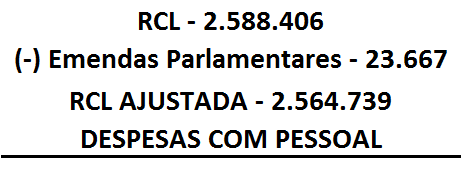 RCL - 2.588.406
(-) Emendas Parlamentares - 23.667
RCL AJUSTADA - 2.564.739
DESPESAS COM PESSOAL